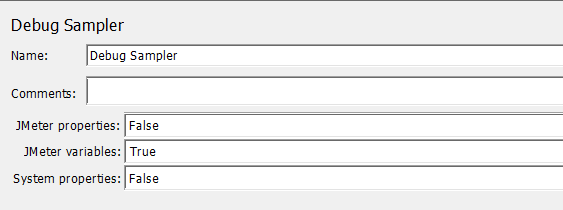 Debug Sampler
Name: Debug Sampler
Comments:
JMeter properties: False
JMeter variables: True
System properties: False